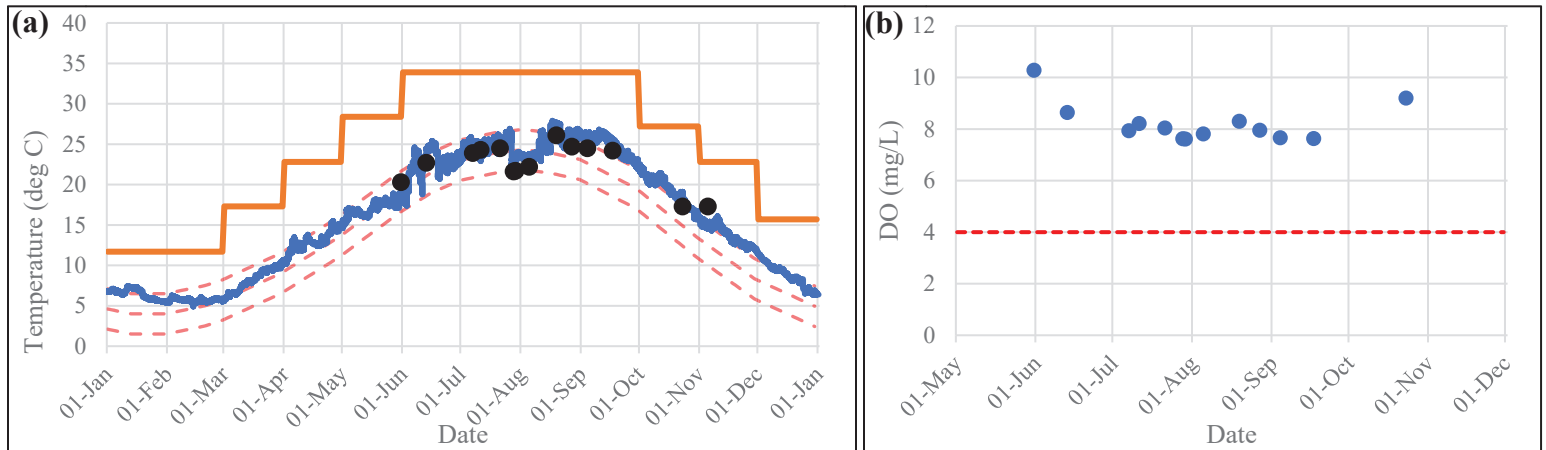 (a)
Temperature (deg C)
40
35
30
25
20
15
10
5
0
01-Jan
01-Feb
01-Mar
01-Apr
01-May
01-Jun
01-Jul
01-Aug
01-Sep
01-Oct
01-Nov
01-Dec
01-Jan
Date
(b)
DO (mg/L)
12
10
8
6
4
2
0
01-May
01-Jun
01-Jul
01-Aug
01-Sep
01-Oct
01-Nov
01-Dec
Date